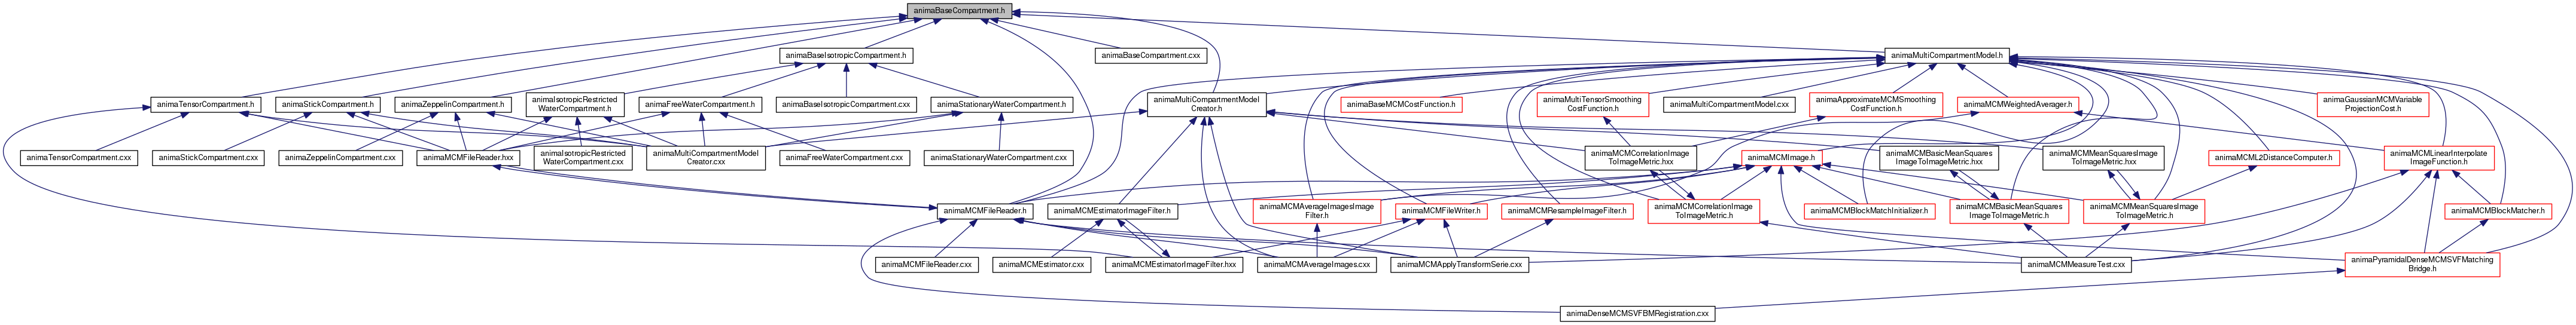 animaBaseCompartment.h
animaBaseIsotropicCompartment.h
animaBaseCompartment.cxx
animaMultiCompartmentModel.h
animaTensorCompartment.h
animaStickCompartment.h
animaZeppelinCompartment.h
animaIsotropicRestricted
WaterCompartment.h
animaFreeWaterCompartment.h
animaBaseIsotropicCompartment.cxx
animaStationaryWaterCompartment.h
animaMultiCompartmentModel
Creator.h
animaBaseMCMCostFunction.h
animaMultiTensorSmoothing
CostFunction.h
animaMultiCompartmentModel.cxx
animaApproximateMCMSmoothing
CostFunction.h
animaMCMWeightedAverager.h
animaGaussianMCMVariable
ProjectionCost.h
animaTensorCompartment.cxx
animaStickCompartment.cxx
animaZeppelinCompartment.cxx
animaMCMFileReader.hxx
animaIsotropicRestricted
WaterCompartment.cxx
animaMultiCompartmentModel
Creator.cxx
animaFreeWaterCompartment.cxx
animaStationaryWaterCompartment.cxx
animaMCMCorrelationImage
ToImageMetric.hxx
animaMCMImage.h
animaMCMBasicMeanSquares
ImageToImageMetric.hxx
animaMCMMeanSquaresImage
ToImageMetric.hxx
animaMCML2DistanceComputer.h
animaMCMLinearInterpolate
ImageFunction.h
animaMCMFileReader.h
animaMCMEstimatorImageFilter.h
animaMCMAverageImagesImage
Filter.h
animaMCMFileWriter.h
animaMCMResampleImageFilter.h
animaMCMCorrelationImage
ToImageMetric.h
animaMCMBlockMatchInitializer.h
animaMCMBasicMeanSquares
ImageToImageMetric.h
animaMCMMeanSquaresImage
ToImageMetric.h
animaMCMBlockMatcher.h
animaMCMFileReader.cxx
animaMCMEstimator.cxx
animaMCMEstimatorImageFilter.hxx
animaMCMAverageImages.cxx
animaMCMApplyTransformSerie.cxx
animaMCMMeasureTest.cxx
animaPyramidalDenseMCMSVFMatching
Bridge.h
animaDenseMCMSVFBMRegistration.cxx